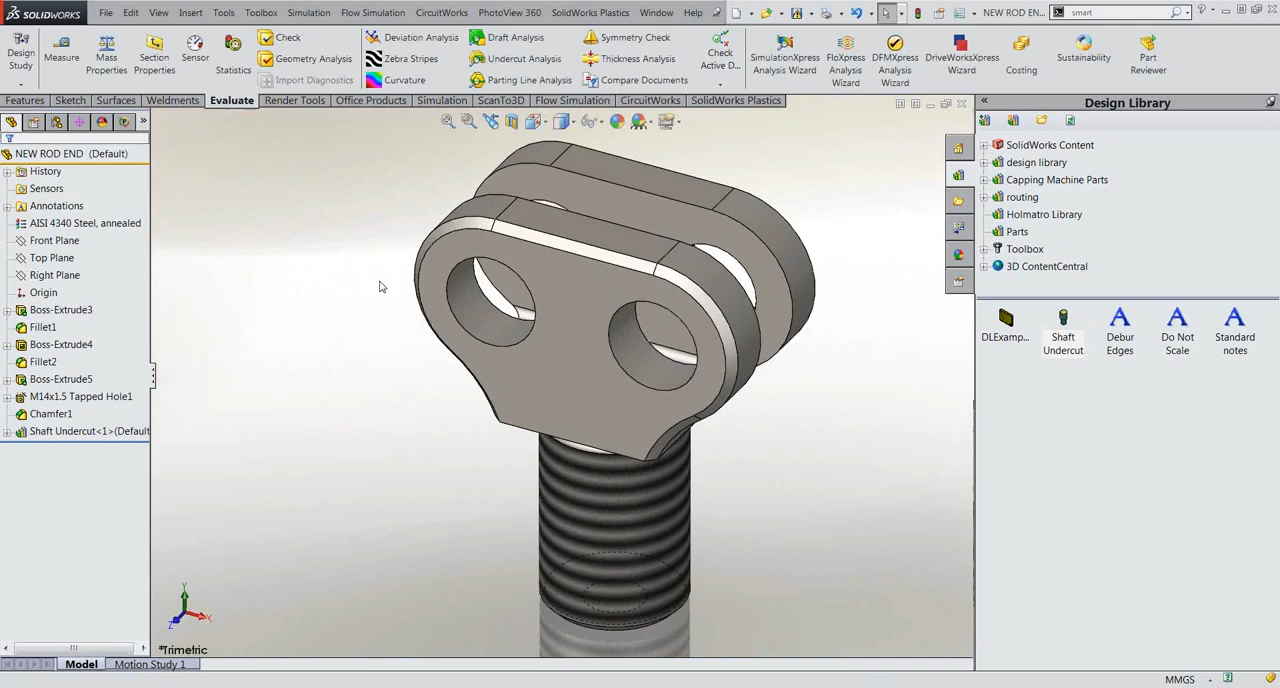 SOLIDWORKS File Edit View Insert Tools Toolbox Simulation Flow Simulation CircuitWorks PhotoView 360 SolidWorks Plastics Window Help NEW ROD EN... smart
Design Study
Measure
Mass Properties
Section Properties
Sensor
Statistics
Check
Geometry Analysis
Import Diagnostics
Deviation Analysis
Zebra Stripes
Curvature
Draft Analysis
Undercut Analysis
Parting Line Analysis
Symmetry Check
Thickness Analysis
Compare Documents
Check Active D...
SimulationXpress Analysis Wizard
FloXpress Analysis Wizard
DFMXpress Analysis Wizard
DriveWorksXpress Wizard
Costing
Sustainability
Part Reviewer
Features Sketch Surfaces Weldments Evaluate Render Tools Office Products Simulation ScanTo3D Flow Simulation CircuitWorks SolidWorks Plastics
NEW ROD END (Default)
History
Sensors
Annotations
AISI 4340 Steel, annealed
Front Plane
Top Plane
Right Plane
Origin
Boss-Extrude3
Fillet1
Boss-Extrude4
Fillet2
Boss-Extrude5
M14x1.5 Tapped Hole1
Chamfer1
Shaft Undercut<1>(Default
Y
X
Z
*Trimetric
Design Library
SolidWorks Content
design library
Capping Machine Parts
routing
Holmatro Library
Parts
Toolbox
3D ContentCentral
DLExamp...
Shaft Undercut
Debur Edges
Do Not Scale
Standard notes
Model Motion Study 1
MMGS